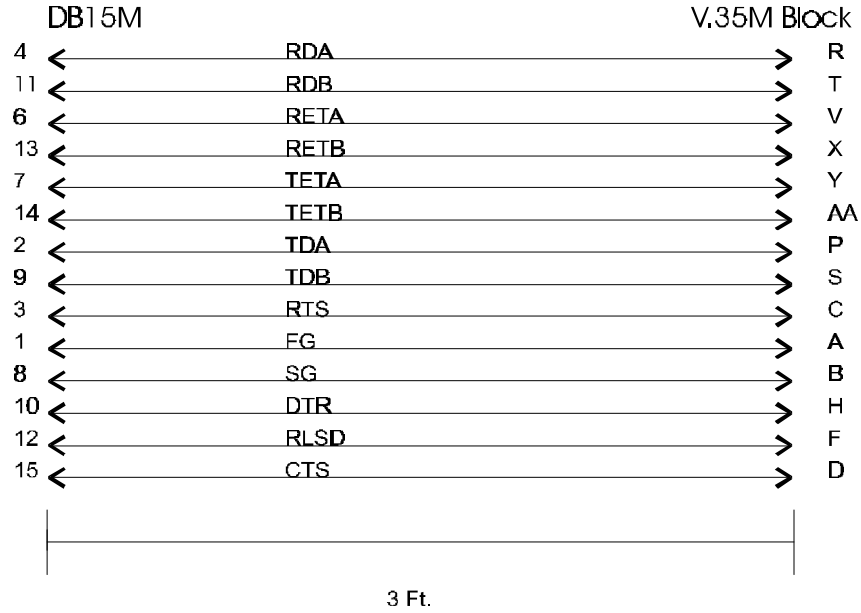 DB15M V.35M Block
4 RDA R
11 RDB T
6 RETA V
13 RETB X
7 TETA Y
14 TETB AA
2 TDA P
9 TDB S
3 RTS C
1 FG A
8 SG B
10 DTR H
12 RLSD F
15 CTS D
3 Ft.